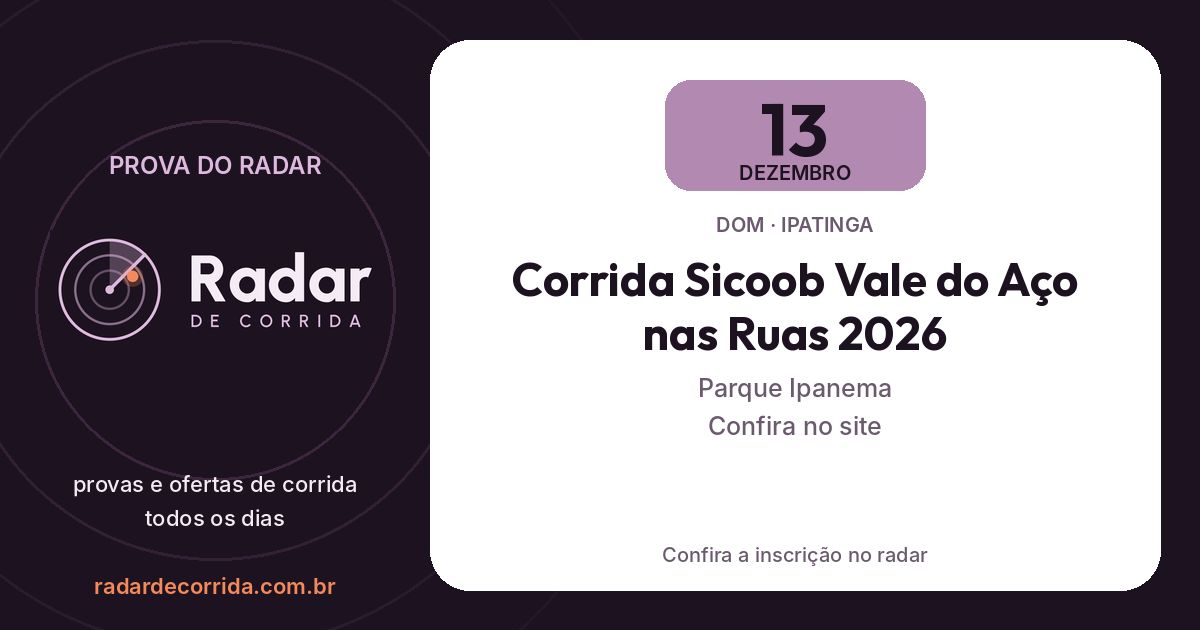 PROVA DO RADAR
Radar
DE CORRIDA
provas e ofertas de corrida
todos os dias
radardecorrida.com.br
13
DEZEMBRO
DOM · IPATINGA
Corrida Sicoob Vale do Aço
nas Ruas 2026
Parque Ipanema
Confira no site
Confira a inscrição no radar